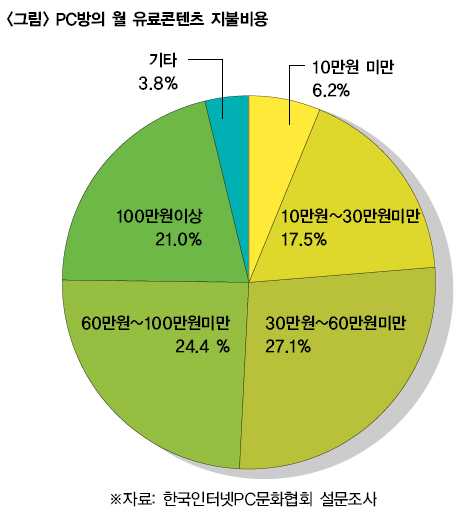 <그림> PC방의 월 유료콘텐츠 지불비용
기타
3.8%
10만원 미만
6.2%
100만원이상
21.0%
10만원~30만원미만
17.5%
60만원~100만원미만
24.4 %
30만원~60만원미만
27.1%
※자료: 한국인터넷PC문화협회 설문조사